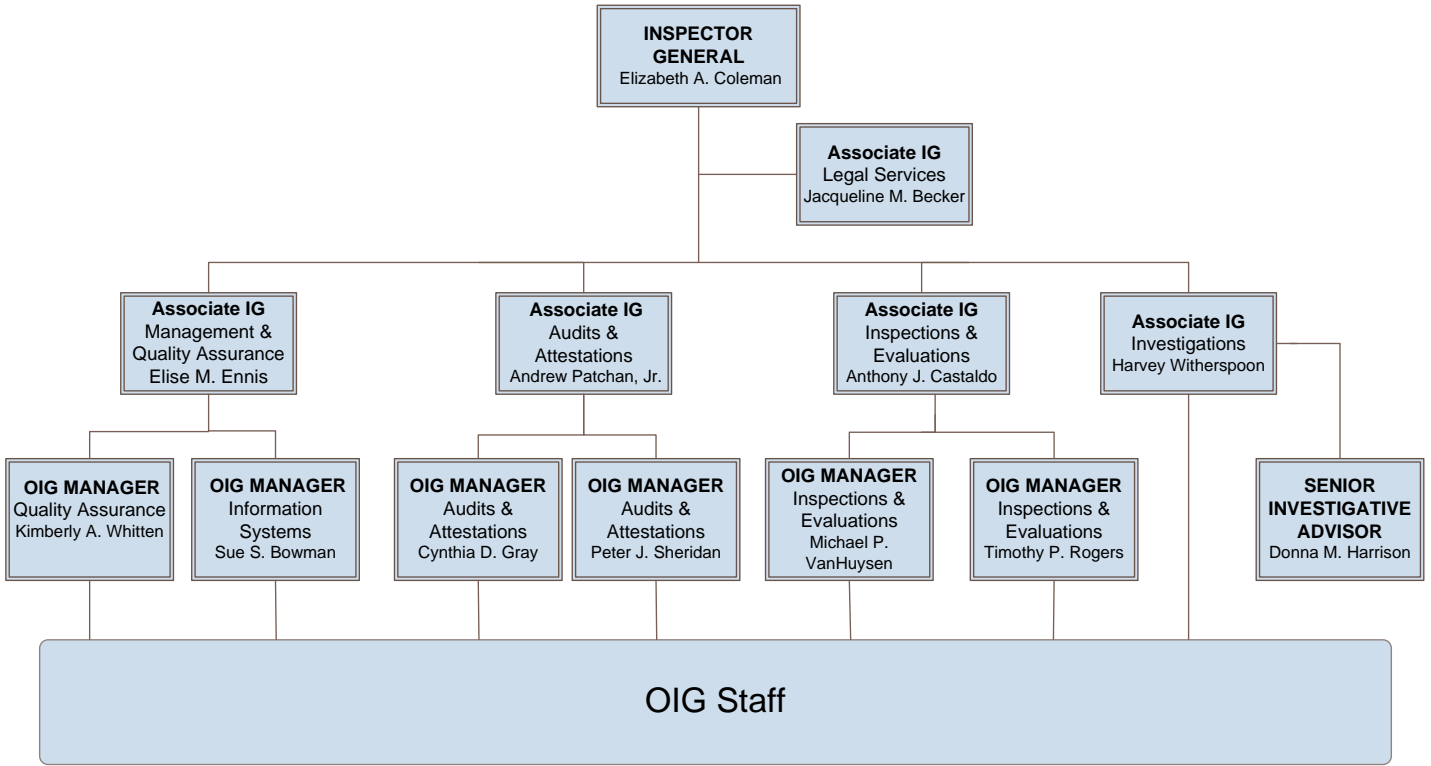 INSPECTOR
GENERAL
Elizabeth A. Coleman
Associate IG
Legal Services
Jacqueline M. Becker
Associate IG
Management &
Quality Assurance
Elise M. Ennis
Associate IG
Audits &
Attestations
Andrew Patchan, Jr.
Associate IG
Inspections &
Evaluations
Anthony J. Castaldo
Associate IG
Investigations
Harvey Witherspoon
OIG MANAGER
Quality Assurance
Kimberly A. Whitten
OIG MANAGER
Information
Systems
Sue S. Bowman
OIG MANAGER
Audits &
Attestations
Cynthia D. Gray
OIG MANAGER
Audits &
Attestations
Peter J. Sheridan
OIG MANAGER
Inspections &
Evaluations
Michael P.
VanHuysen
OIG MANAGER
Inspections &
Evaluations
Timothy P. Rogers
SENIOR
INVESTIGATIVE
ADVISOR
Donna M. Harrison
OIG Staff